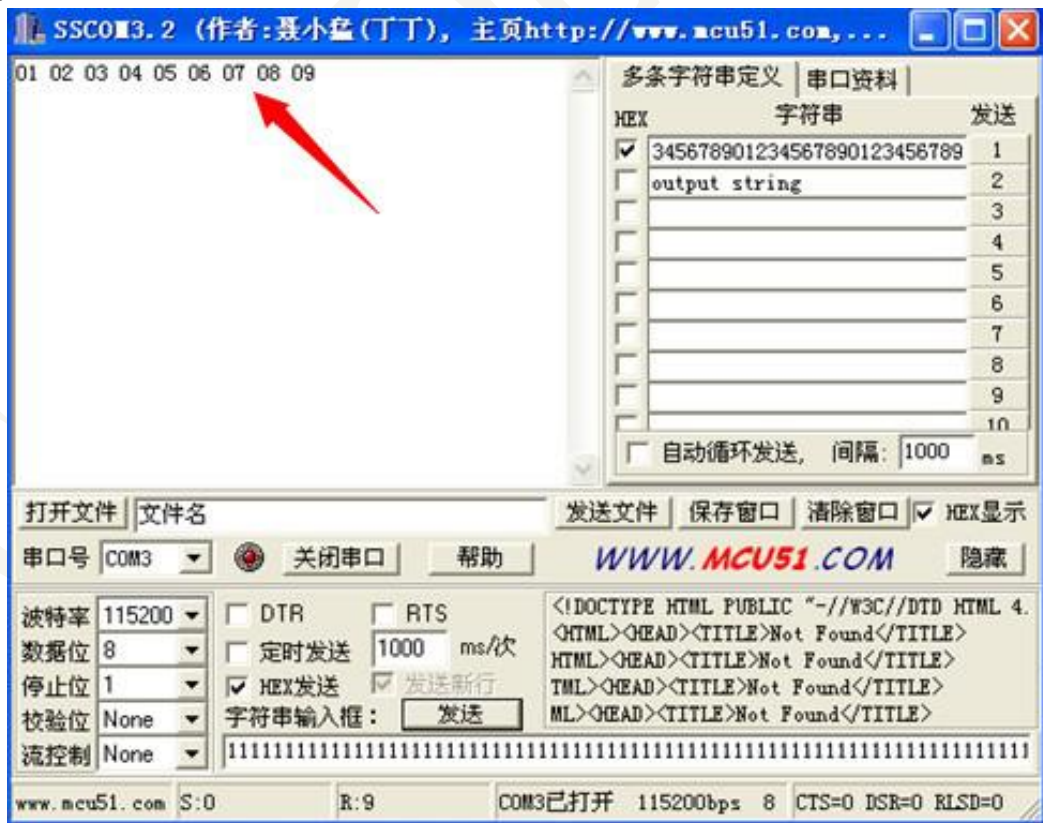 SSCOM3.2 (作者:聂小猛(丁丁), 主页http://www.mcu51.com,...
01 02 03 04 05 06 07 08 09
多条字符串定义 串口资料
HEX 字符串 发送
345678901234567890123456789 1
output string 2
3
4
5
6
7
8
9
10
自动循环发送, 间隔: 1000 ms
打开文件 文件名 发送文件 保存窗口 清除窗口 HEX显示
串口号 COM3 关闭串口 帮助 WWW.MCU51.COM 隐藏
波特率 115200 DTR RTS
数据位 8 定时发送 1000 ms/次
停止位 1 HEX发送 发送新行
校验位 None 字符串输入框: 发送
流控制 None
<!DOCTYPE HTML PUBLIC "-//W3C//DTD HTML 4.
<HTML><HEAD><TITLE>Not Found</TITLE>
HTML><HEAD><TITLE>Not Found</TITLE>
TML><HEAD><TITLE>Not Found</TITLE>
ML><HEAD><TITLE>Not Found</TITLE>
www.mcu51.com S:0 R:9 COM3已打开 115200bps 8 CTS=0 DSR=0 RLSD=0